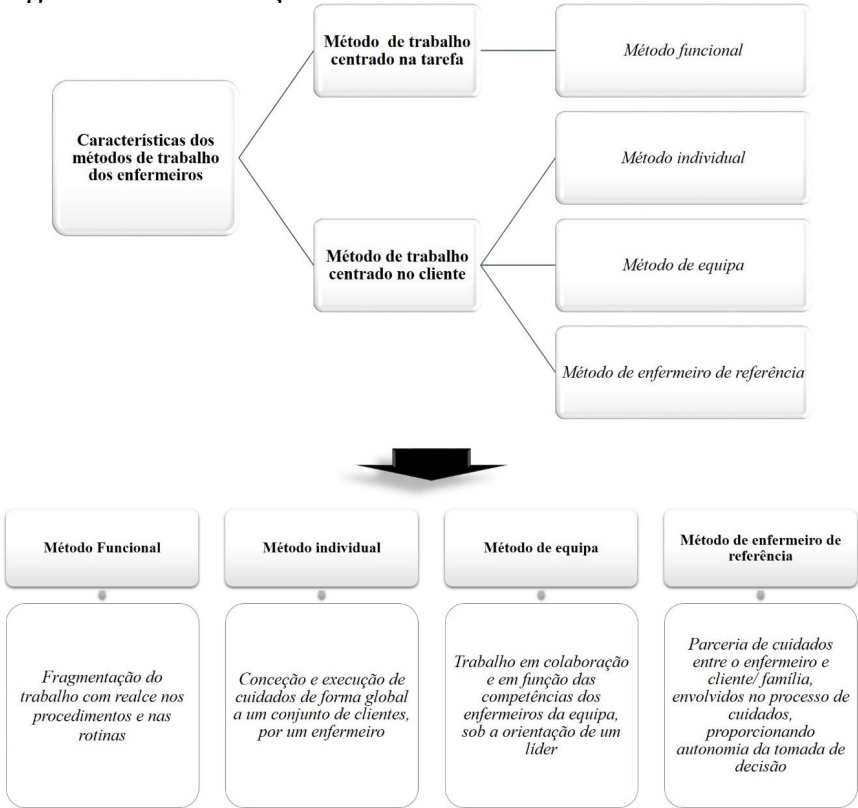 Método de trabalho
centrado na tarefa
Método funcional
Características dos
métodos de trabalho
dos enfermeiros
Método individual
Método de trabalho
centrado no cliente
Método de equipa
Método de enfermeiro de referência
Método Funcional
Método individual
Método de equipa
Método de enfermeiro de
referência
Fragmentação do
trabalho com realce nos
procedimentos e nas
rotinas
Conceção e execução de
cuidados de forma global
a um conjunto de clientes,
por um enfermeiro
Trabalho em colaboração
e em função das
competências dos
enfermeiros da equipa,
sob a orientação de um
líder
Parceria de cuidados
entre o enfermeiro e
cliente/ família,
envolvidos no processo de
cuidados,
proporcionando
autonomia da tomada de
decisão